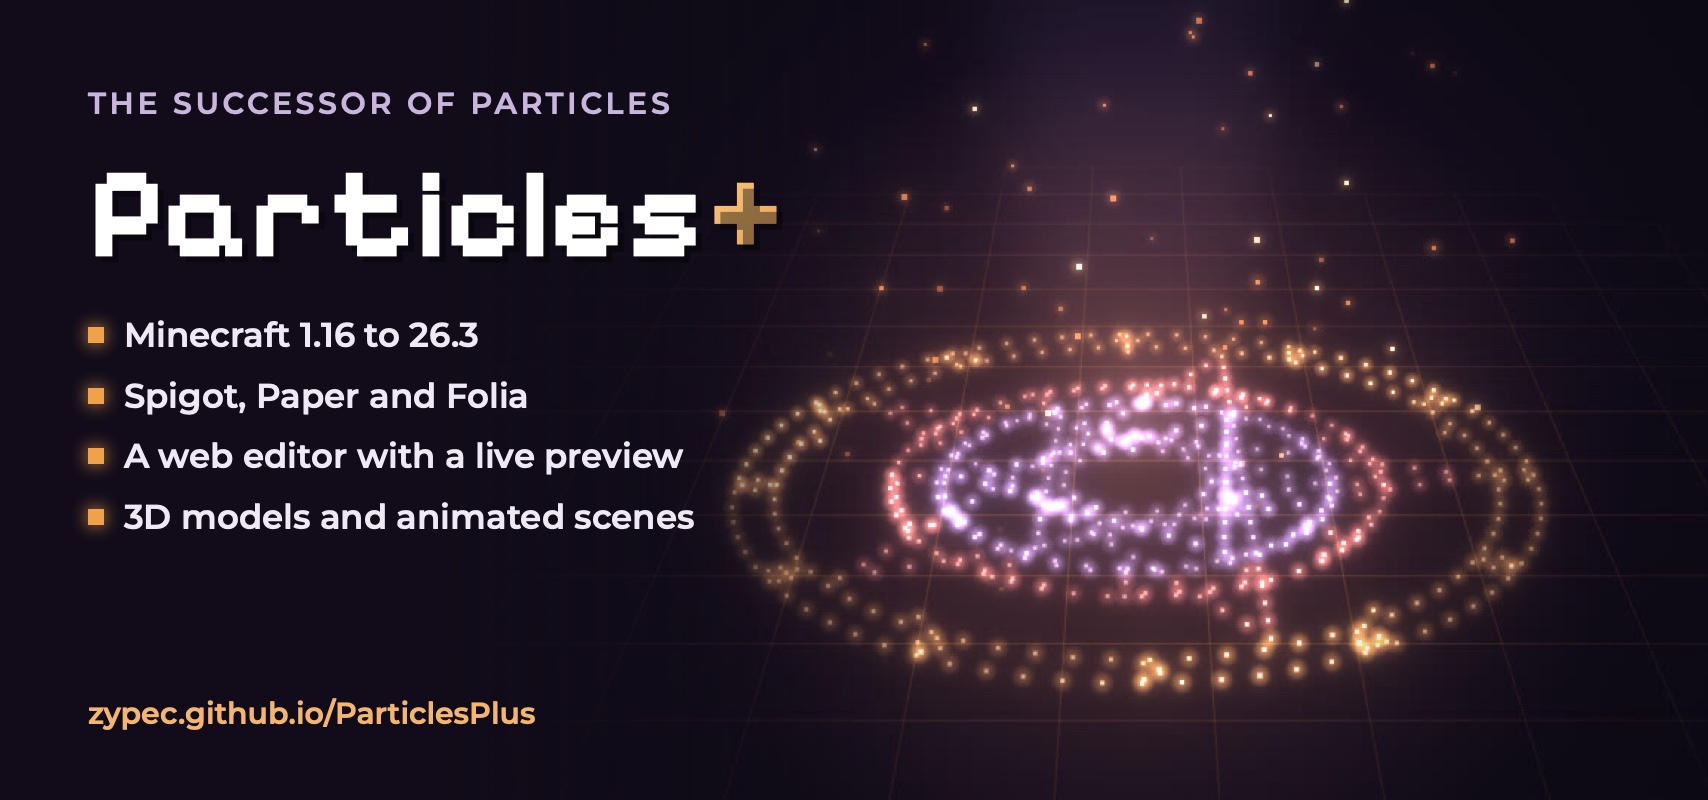 THE SUCCESSOR OF PARTICLES
Particles+
Minecraft 1.16 to 26.3
Spigot, Paper and Folia
A web editor with a live preview
3D models and animated scenes
zypec.github.io/ParticlesPlus